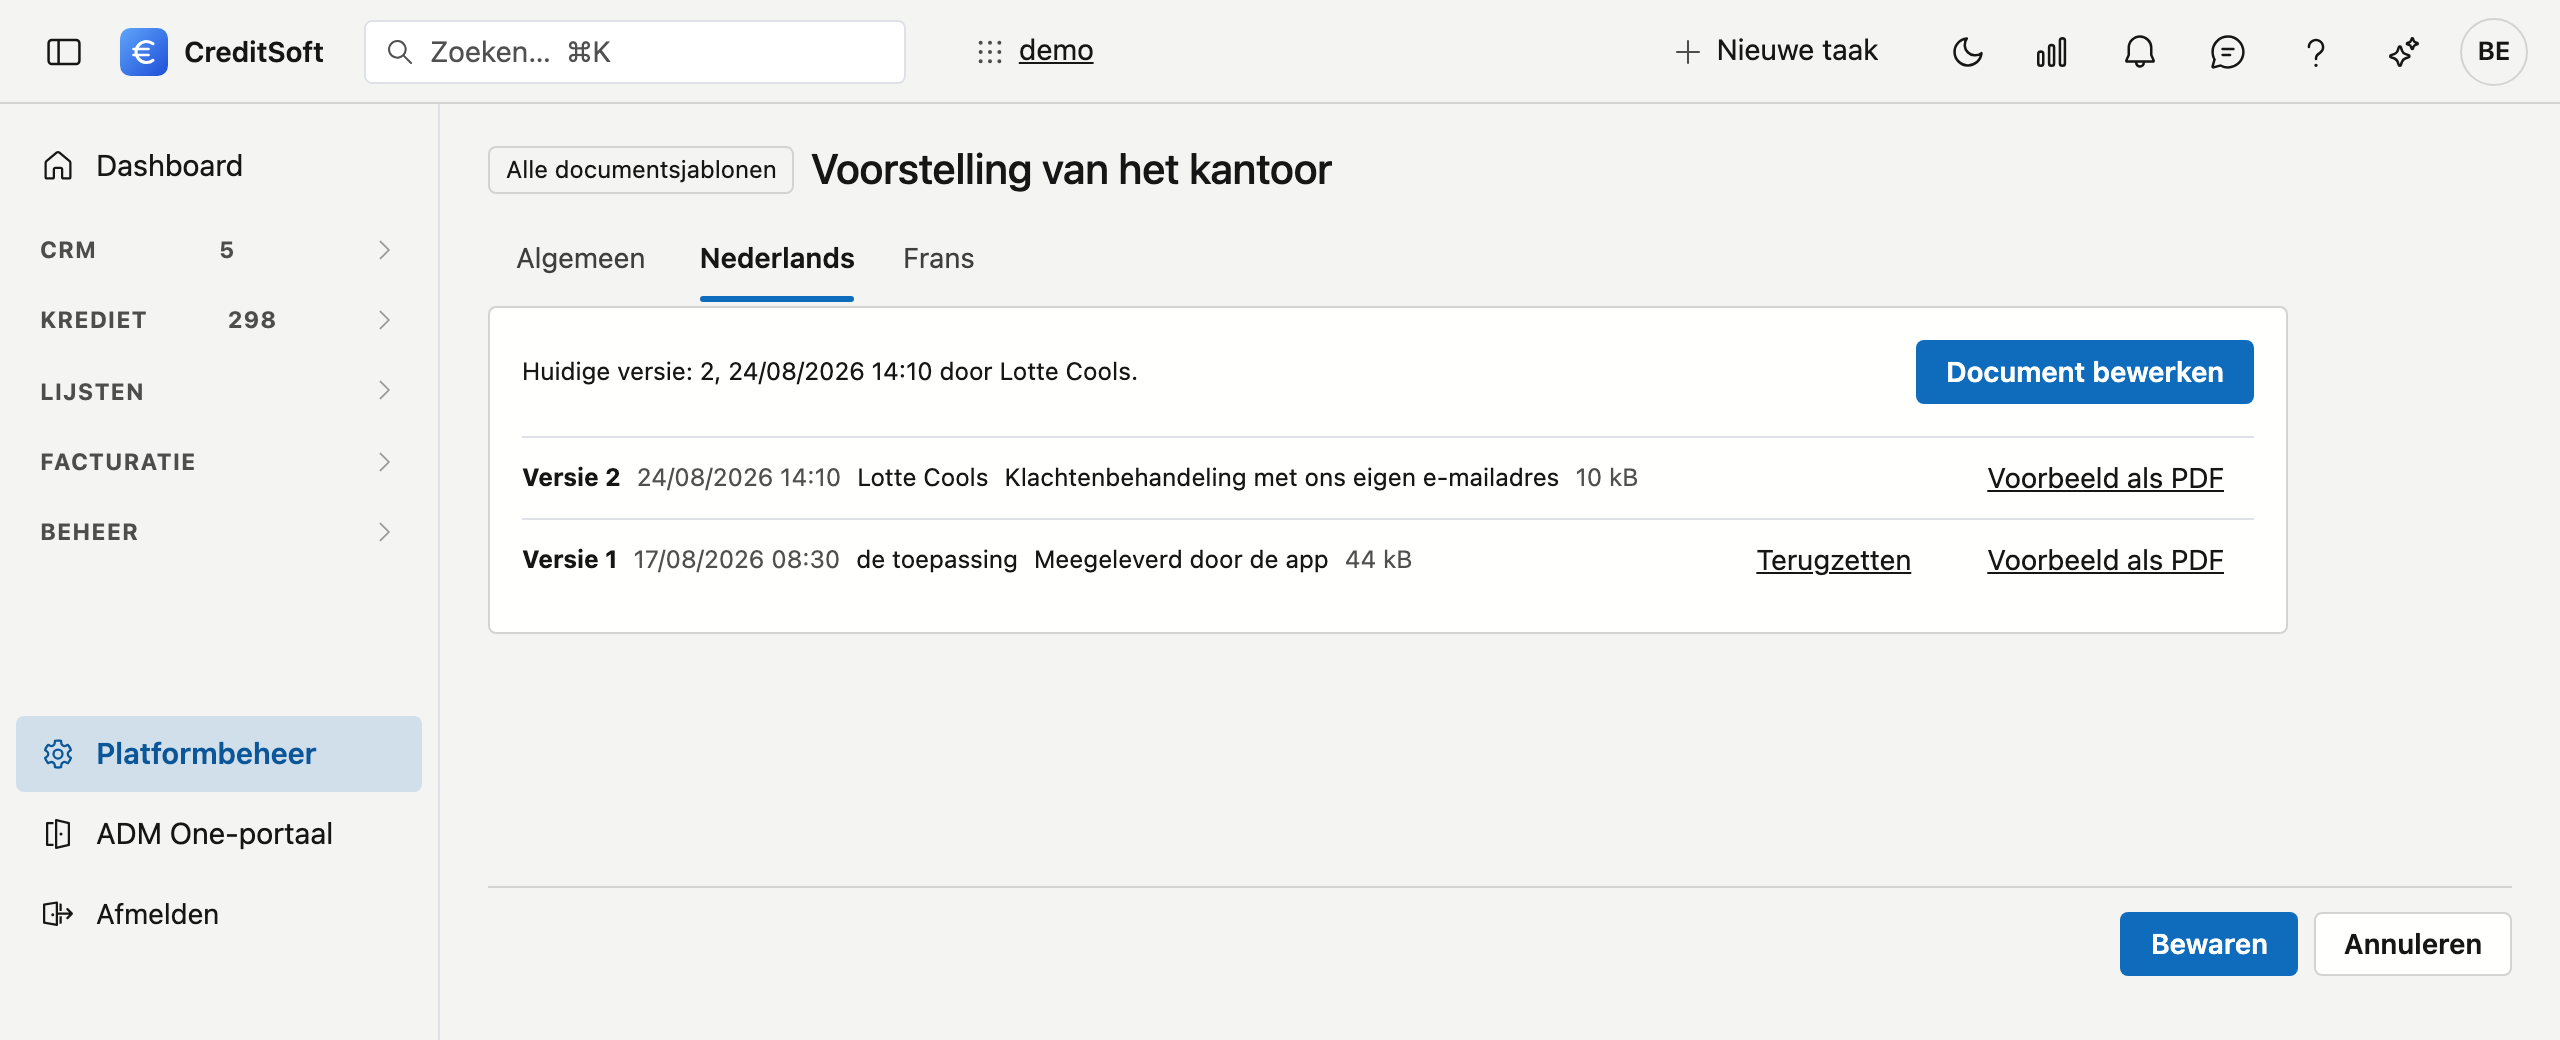 CreditSoft
Zoeken... ⌘K
demo
Nieuwe taak
BE
Dashboard
CRM 5
KREDIET 298
LIJSTEN
FACTURATIE
BEHEER
Platformbeheer
ADM One-portaal
Afmelden
Alle documentsjablonen Voorstelling van het kantoor
Algemeen Nederlands Frans
Huidige versie: 2, 24/08/2026 14:10 door Lotte Cools. Document bewerken
Versie 2 24/08/2026 14:10 Lotte Cools Klachtenbehandeling met ons eigen e-mailadres 10 kB Voorbeeld als PDF
Versie 1 17/08/2026 08:30 de toepassing Meegeleverd door de app 44 kB Terugzetten Voorbeeld als PDF
Bewaren Annuleren